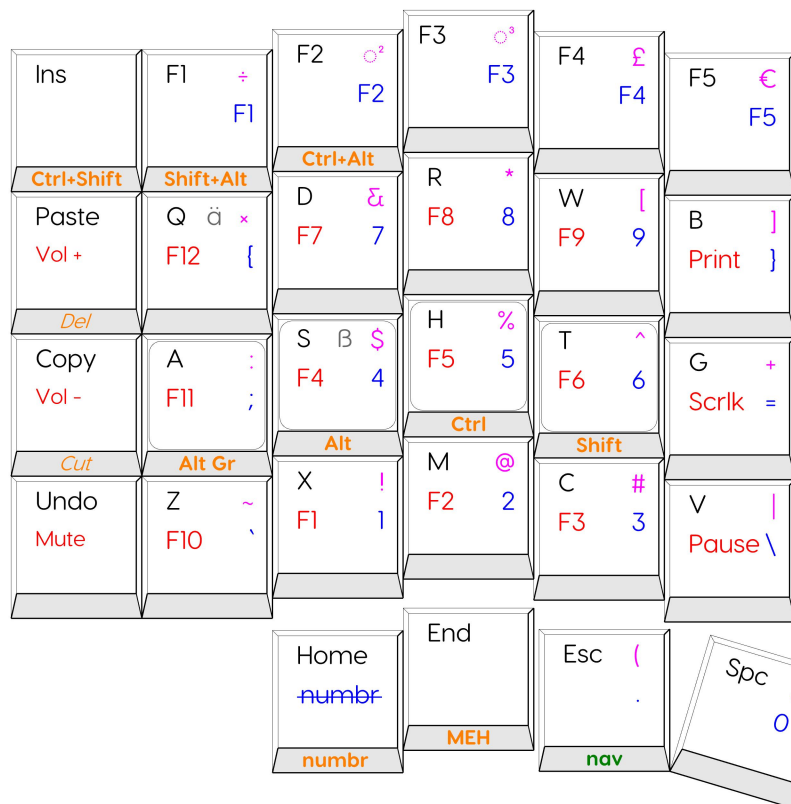 Ins
Ctrl+Shift
F1 ÷
F1
Shift+Alt
F2 ◌²
F2
Ctrl+Alt
F3 ◌³
F3
F4 £
F4
F5 €
F5
Paste
Vol +
Del
Q ä ×
F12 {
D &
F7 7
R *
F8 8
W [
F9 9
B ]
Print }
Copy
Vol -
Cut
A :
F11 ;
Alt Gr
S ß $
F4 4
Alt
H %
F5 5
Ctrl
T ^
F6 6
Shift
G +
Scrlk =
Undo
Mute
Z ~
F10 `
X !
F1 1
M @
F2 2
C #
F3 3
V |
Pause \
Home
numbr
numbr
End
MEH
Esc (
.
nav
Spc
0